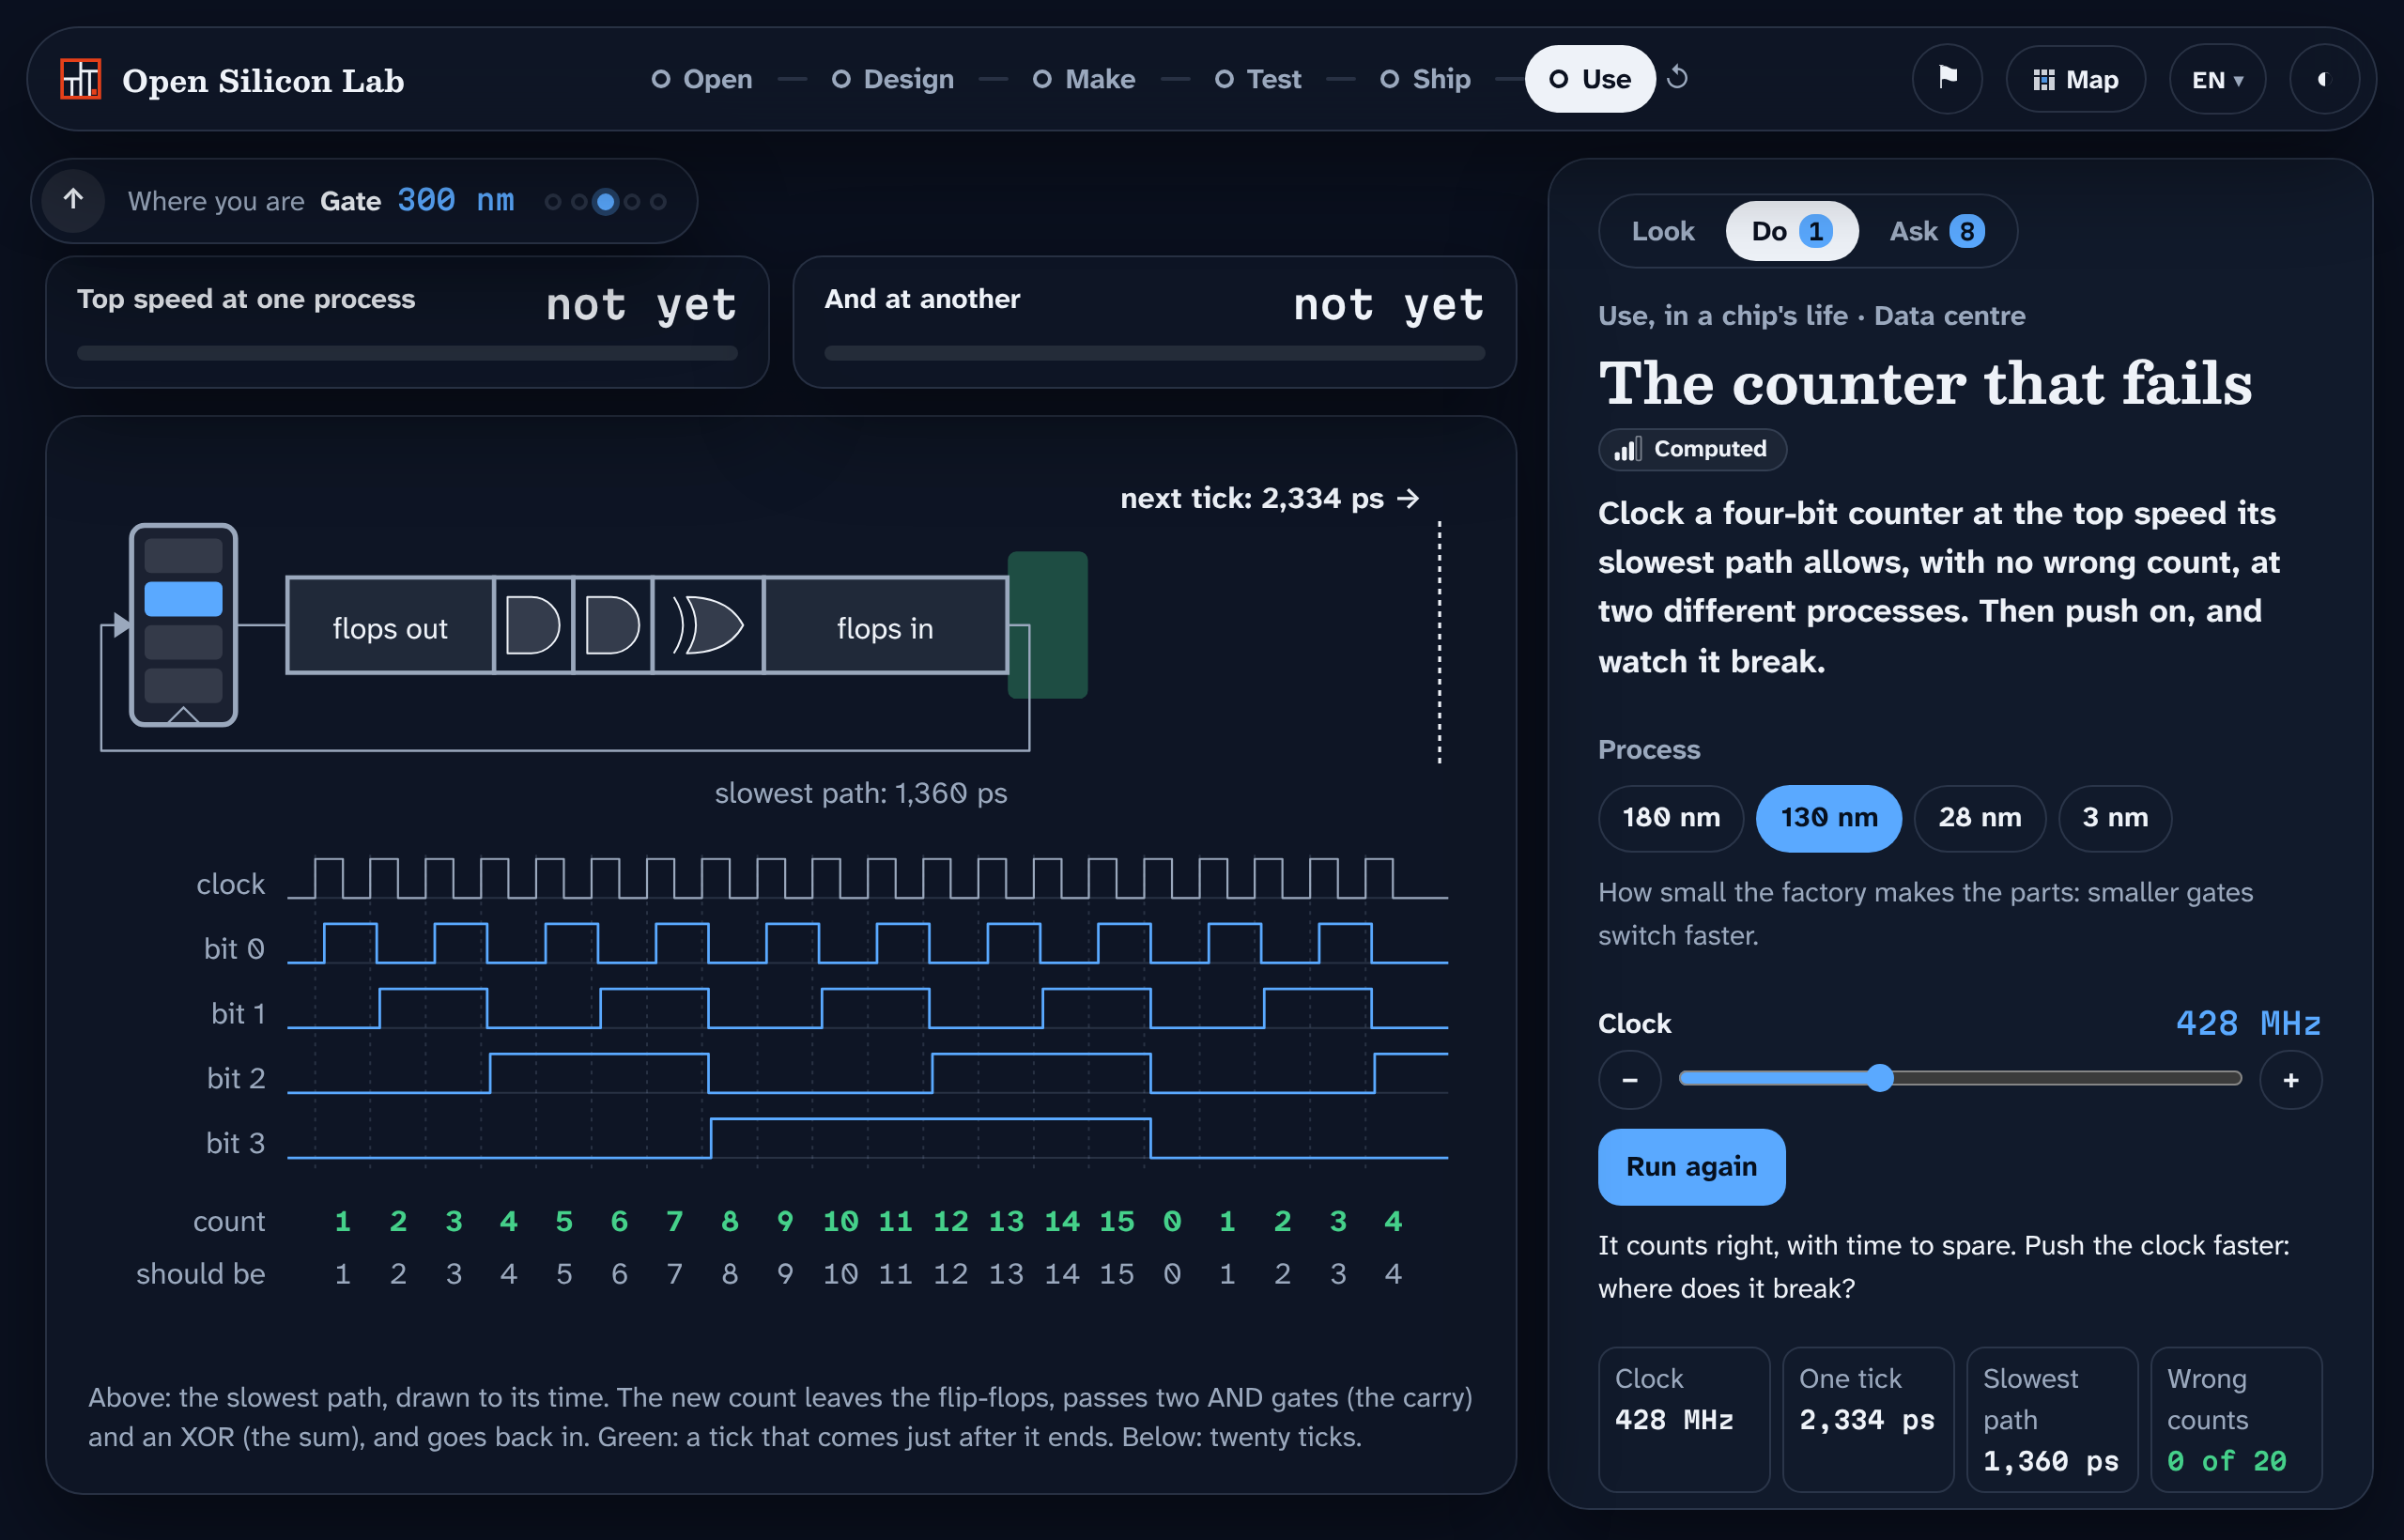 Open Silicon Lab
Open
Design
Make
Test
Ship
Use
Map
EN
Where you are Gate 300 nm
Top speed at one process
not yet
And at another
not yet
next tick: 2,334 ps →
flops out
flops in
slowest path: 1,360 ps
clock
bit 0
bit 1
bit 2
bit 3
count 1 2 3 4 5 6 7 8 9 10 11 12 13 14 15 0 1 2 3 4
should be 1 2 3 4 5 6 7 8 9 10 11 12 13 14 15 0 1 2 3 4
Above: the slowest path, drawn to its time. The new count leaves the flip-flops, passes two AND gates (the carry)
and an XOR (the sum), and goes back in. Green: a tick that comes just after it ends. Below: twenty ticks.
Look
Do 1
Ask 8
Use, in a chip's life · Data centre
The counter that fails
Computed
Clock a four-bit counter at the top speed its
slowest path allows, with no wrong count, at
two different processes. Then push on, and
watch it break.
Process
180 nm
130 nm
28 nm
3 nm
How small the factory makes the parts: smaller gates
switch faster.
Clock
428 MHz
−
+
Run again
It counts right, with time to spare. Push the clock faster:
where does it break?
Clock
428 MHz
One tick
2,334 ps
Slowest
path
1,360 ps
Wrong
counts
0 of 20